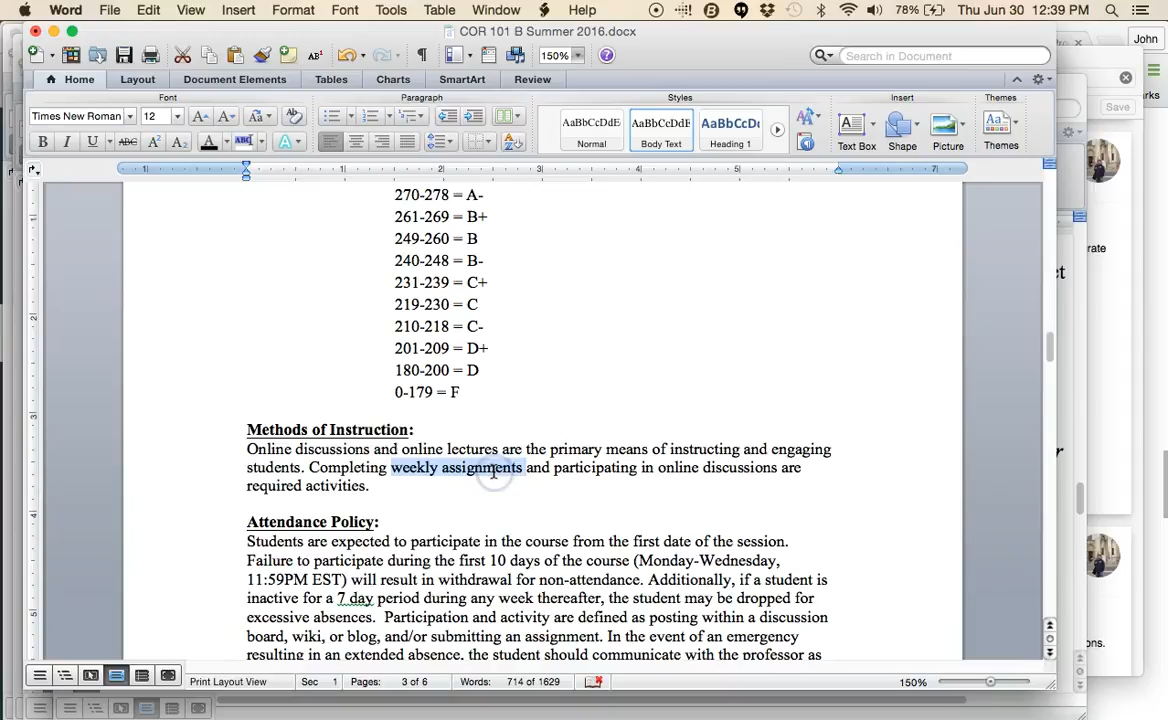 Word File Edit View Insert Format Font Tools Table Window Help 78% Thu Jun 30 12:39 PM
COR 101 B Summer 2016.docx
John
150% Search in Document
Home Layout Document Elements Tables Charts SmartArt Review
Save
Font Paragraph Styles Insert Themes
Times New Roman 12
AaBbCcDdE AaBbCcDdE AaBbCcDc
Normal Body Text Heading 1 Text Box Shape Picture Themes
270-278 = A-
261-269 = B+
249-260 = B
240-248 = B-
231-239 = C+
219-230 = C
210-218 = C-
201-209 = D+
180-200 = D
0-179 = F
Methods of Instruction:
Online discussions and online lectures are the primary means of instructing and engaging
students. Completing weekly assignments and participating in online discussions are
required activities.
Attendance Policy:
Students are expected to participate in the course from the first date of the session.
Failure to participate during the first 10 days of the course (Monday-Wednesday,
11:59PM EST) will result in withdrawal for non-attendance. Additionally, if a student is
inactive for a 7 day period during any week thereafter, the student may be dropped for
excessive absences. Participation and activity are defined as posting within a discussion
board, wiki, or blog, and/or submitting an assignment. In the event of an emergency
resulting in an extended absence, the student should communicate with the professor as
Print Layout View Sec 1 Pages: 3 of 6 Words: 714 of 1629 150%